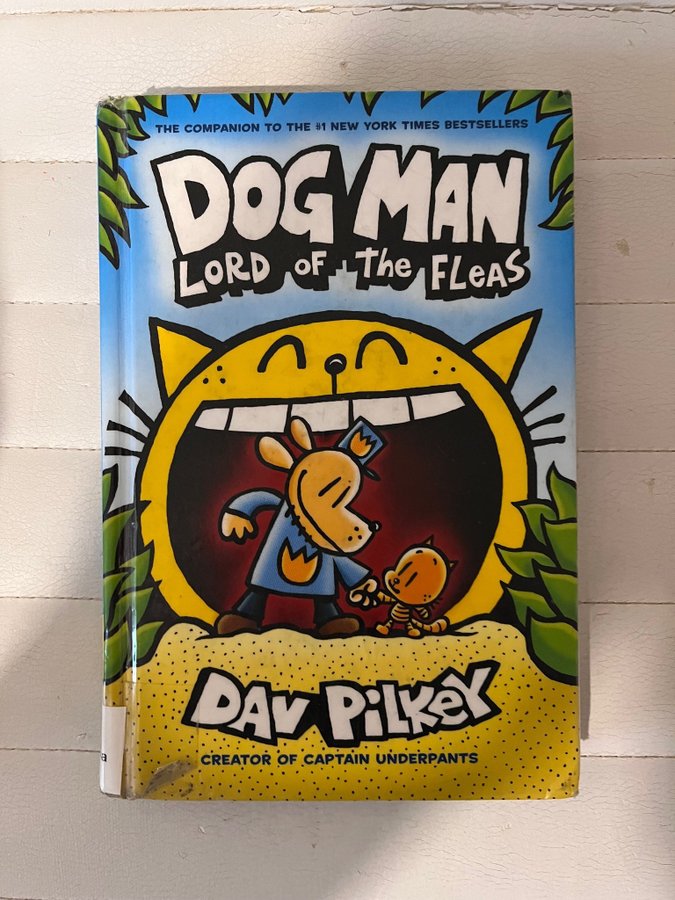 THE COMPANION TO THE #1 NEW YORK TIMES BESTSELLERS
DOG MAN
LORD OF THE FLEAS
DAV PILKEY
CREATOR OF CAPTAIN UNDERPANTS